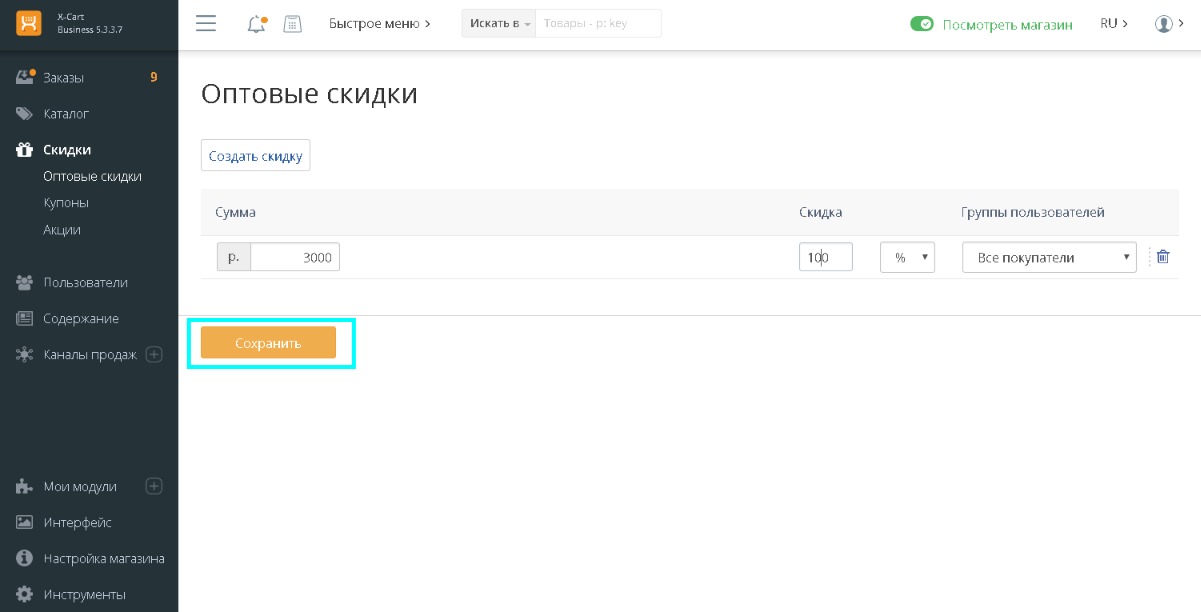 X-Cart
Business 5.3.3.7
Быстрое меню
Искать в
Товары - p: key
Посмотреть магазин
RU
Заказы 9
Каталог
Скидки
Оптовые скидки
Купоны
Акции
Пользователи
Содержание
Каналы продаж
Мои модули
Интерфейс
Настройка магазина
Инструменты
Оптовые скидки
Создать скидку
Сумма Скидка Группы пользователей
р. 3000 100 % Все покупатели
Сохранить